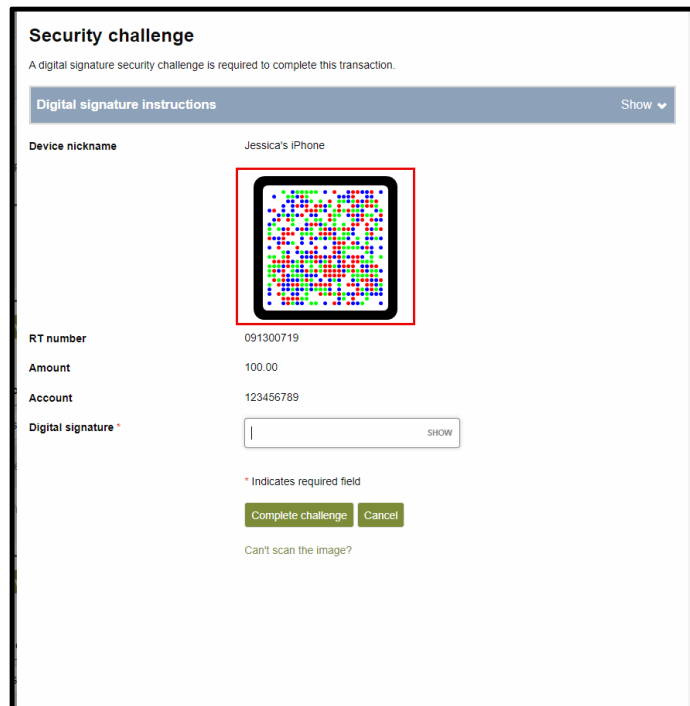 Security challenge
A digital signature security challenge is required to complete this transaction.
Digital signature instructions Show
Device nickname Jessica's iPhone
RT number 091300719
Amount 100.00
Account 123456789
Digital signature * SHOW
* Indicates required field
Complete challenge Cancel
Can't scan the image?